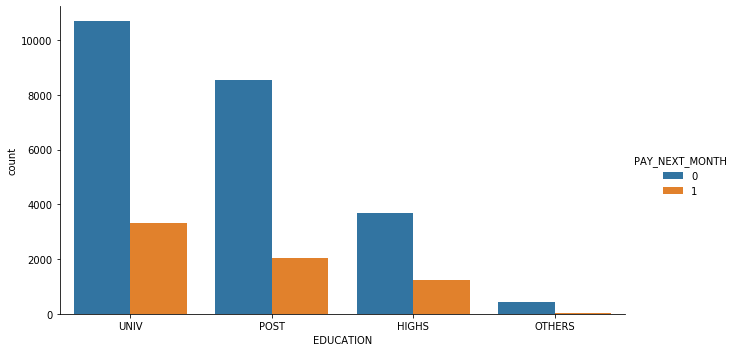 10000
8000
6000
4000
2000
0
count
UNIV
POST
HIGHS
OTHERS
EDUCATION
PAY_NEXT_MONTH
0
1